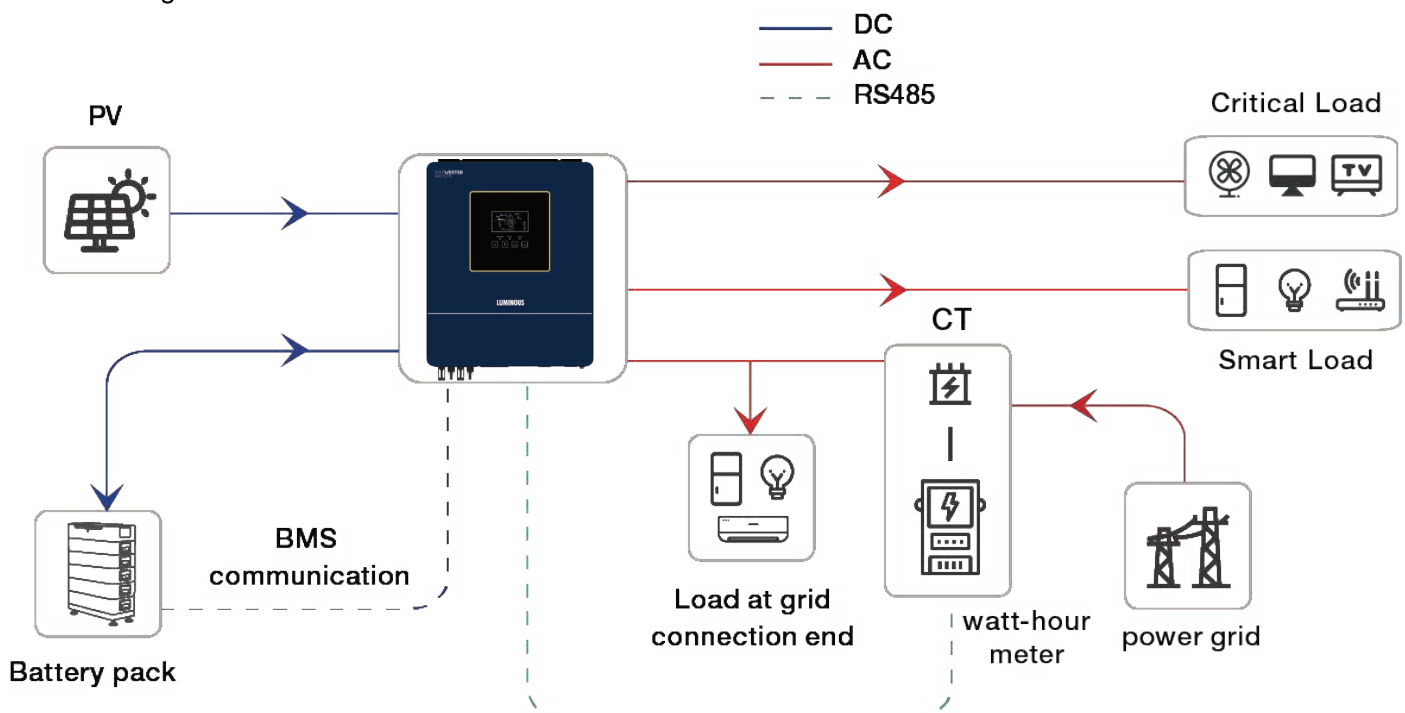 DC
AC
RS485
PV
Critical Load
TV
LUMINOUS
CT
Smart Load
BMS
communication
Load at grid
connection end
watt-hour
meter
power grid
Battery pack